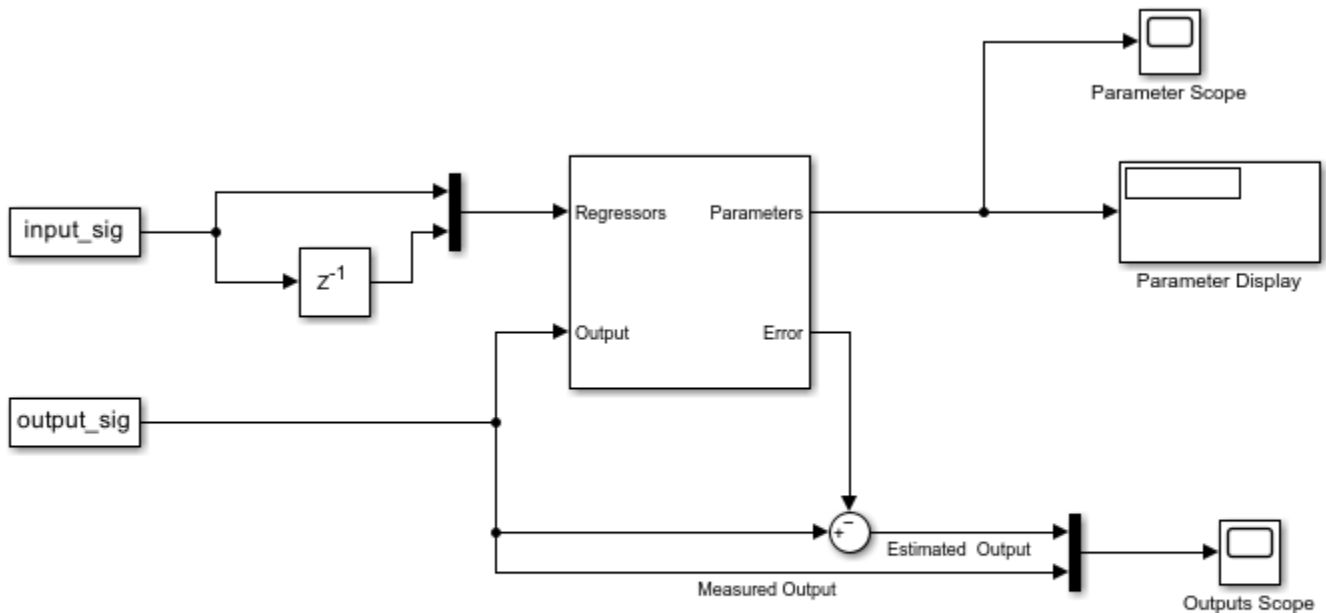 Parameter Scope
Regressors
Parameters
input_sig
z-1
Parameter Display
Output
Error
output_sig
−
+
Estimated Output
Measured Output
Outputs Scope